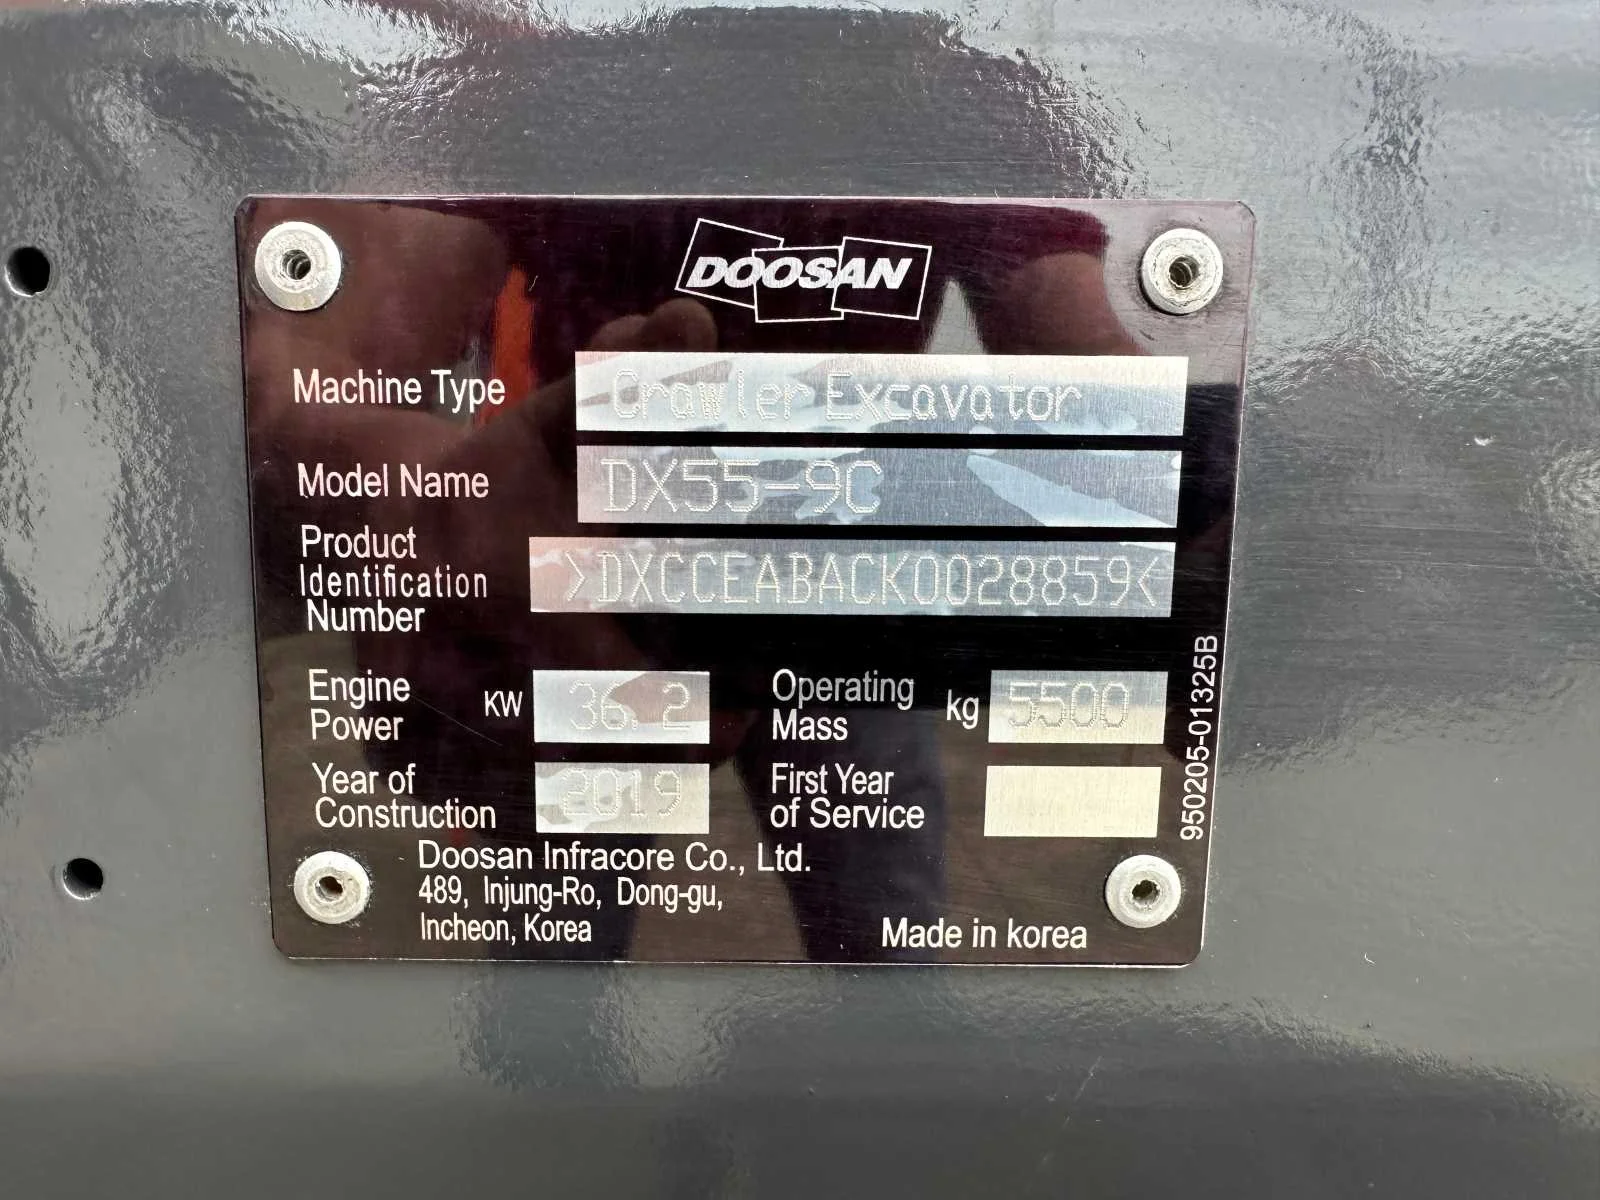 DOOSAN
Machine Type Crawler Excavator
Model Name DX55-9C
Product
Identification >DXCCEABACK0028859<
Number
Engine
Power KW 36.2
Operating
Mass kg 5500
Year of
Construction 2019
First Year
of Service
Doosan Infracore Co., Ltd.
489, Injung-Ro, Dong-gu,
Incheon, Korea
Made in korea
950205-01325B